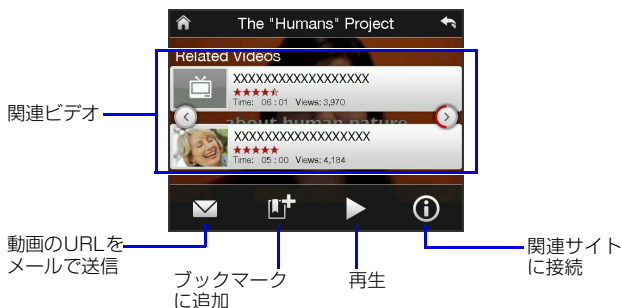 The "Humans" Project
Related Videos
XXXXXXXXXXXXXXXXXXX
Time: 06 : 01 Views: 3,970
about human nature
XXXXXXXXXXXXXXXXXXX
Time: 05 : 00 Views: 4,184
関連ビデオ
動画のURLを
メールで送信
ブックマーク
に追加
再生
関連サイト
に接続